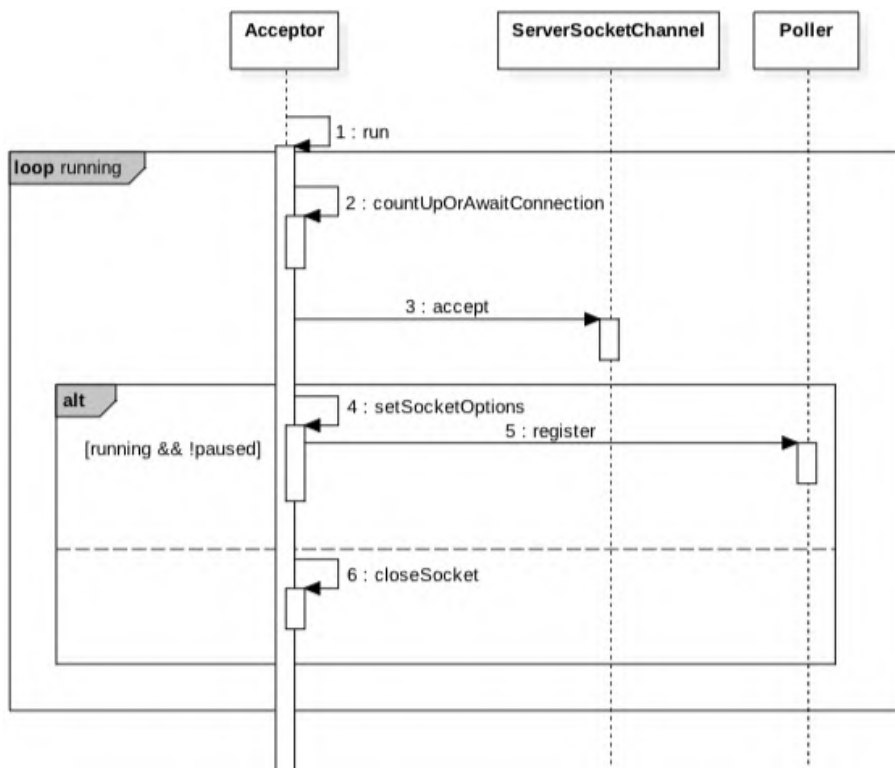 Acceptor
ServerSocketChannel
Poller
1 : run
loop running
2 : countUpOrAwaitConnection
3 : accept
alt
4 : setSocketOptions
5 : register
[running && !paused]
6 : closeSocket